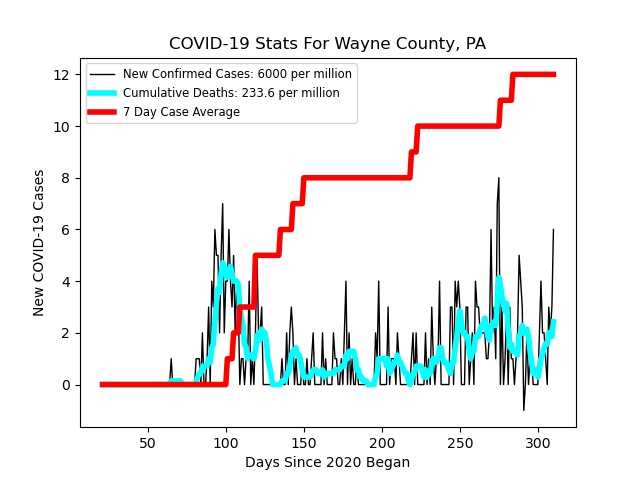 COVID-19 Stats For Wayne County, PA
New Confirmed Cases: 6000 per million
Cumulative Deaths: 233.6 per million
7 Day Case Average
New COVID-19 Cases
12
10
8
6
4
2
0
50 100 150 200 250 300
Days Since 2020 Began